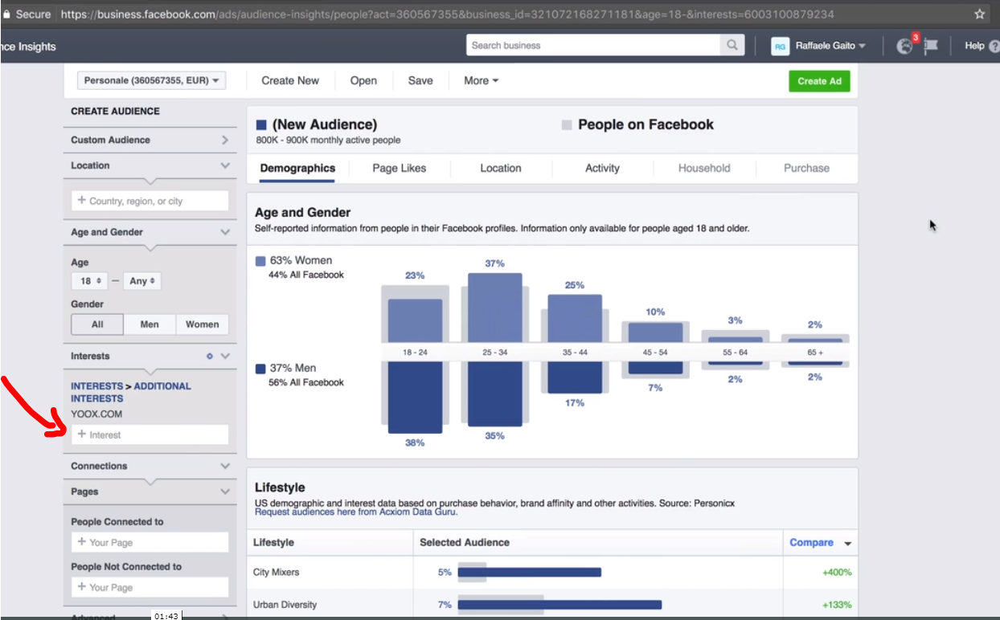 Secure https://business.facebook.com/ads/audience-insights/people?act=360567355&business_id=321072168271181&age=18-&interests=6003100879234
nce Insights
Search business
RG Raffaele Gaito
3
Help ?
Personale (360567355, EUR)
Create New
Open
Save
More
Create Ad
CREATE AUDIENCE
Custom Audience
Location
+ Country, region, or city
Age and Gender
Age
18 — Any
Gender
All Men Women
Interests
INTERESTS > ADDITIONAL
INTERESTS
YOOX.COM
+ Interest
Connections
Pages
People Connected to
+ Your Page
People Not Connected to
+ Your Page
Advanced
01:43
(New Audience)
800K - 900K monthly active people
People on Facebook
Demographics Page Likes Location Activity Household Purchase
Age and Gender
Self-reported information from people in their Facebook profiles. Information only available for people aged 18 and older.
63% Women
44% All Facebook
23% 37% 25% 10% 3% 2%
18 - 24 25 - 34 35 - 44 45 - 54 55 - 64 65 +
37% Men
56% All Facebook
38% 35% 17% 7% 2% 2%
Lifestyle
US demographic and interest data based on purchase behavior, brand affinity and other activities. Source: Personicx
Request audiences here from Acxiom Data Guru.
Lifestyle Selected Audience Compare
City Mixers 5% +400%
Urban Diversity 7% +133%